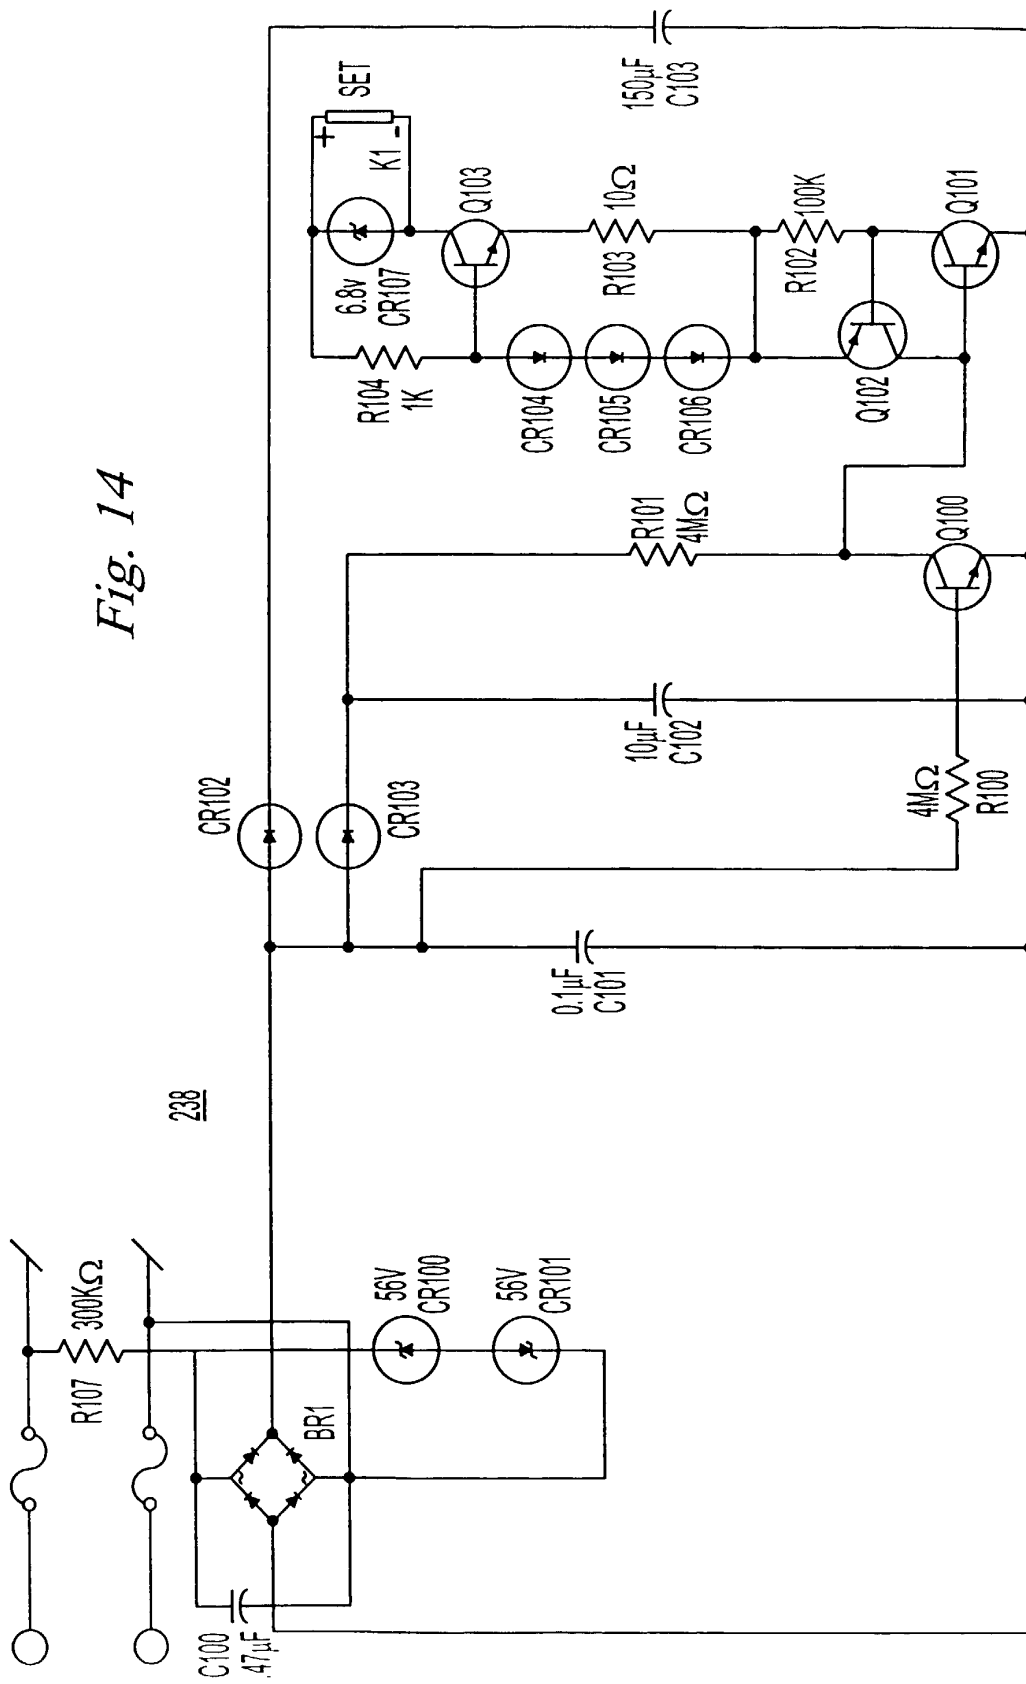 Fig. 14
238
R107
300KΩ
C100
.47µF
BR1
56V
CR100
56V
CR101
CR102
CR103
0.1µF
C101
10µF
C102
4MΩ
R100
R101
4MΩ
Q100
R104
1K
6.8v
CR107
+
K1 -
SET
Q103
CR104
CR105
CR106
R103
10Ω
R102
100K
Q102
Q101
150µF
C103